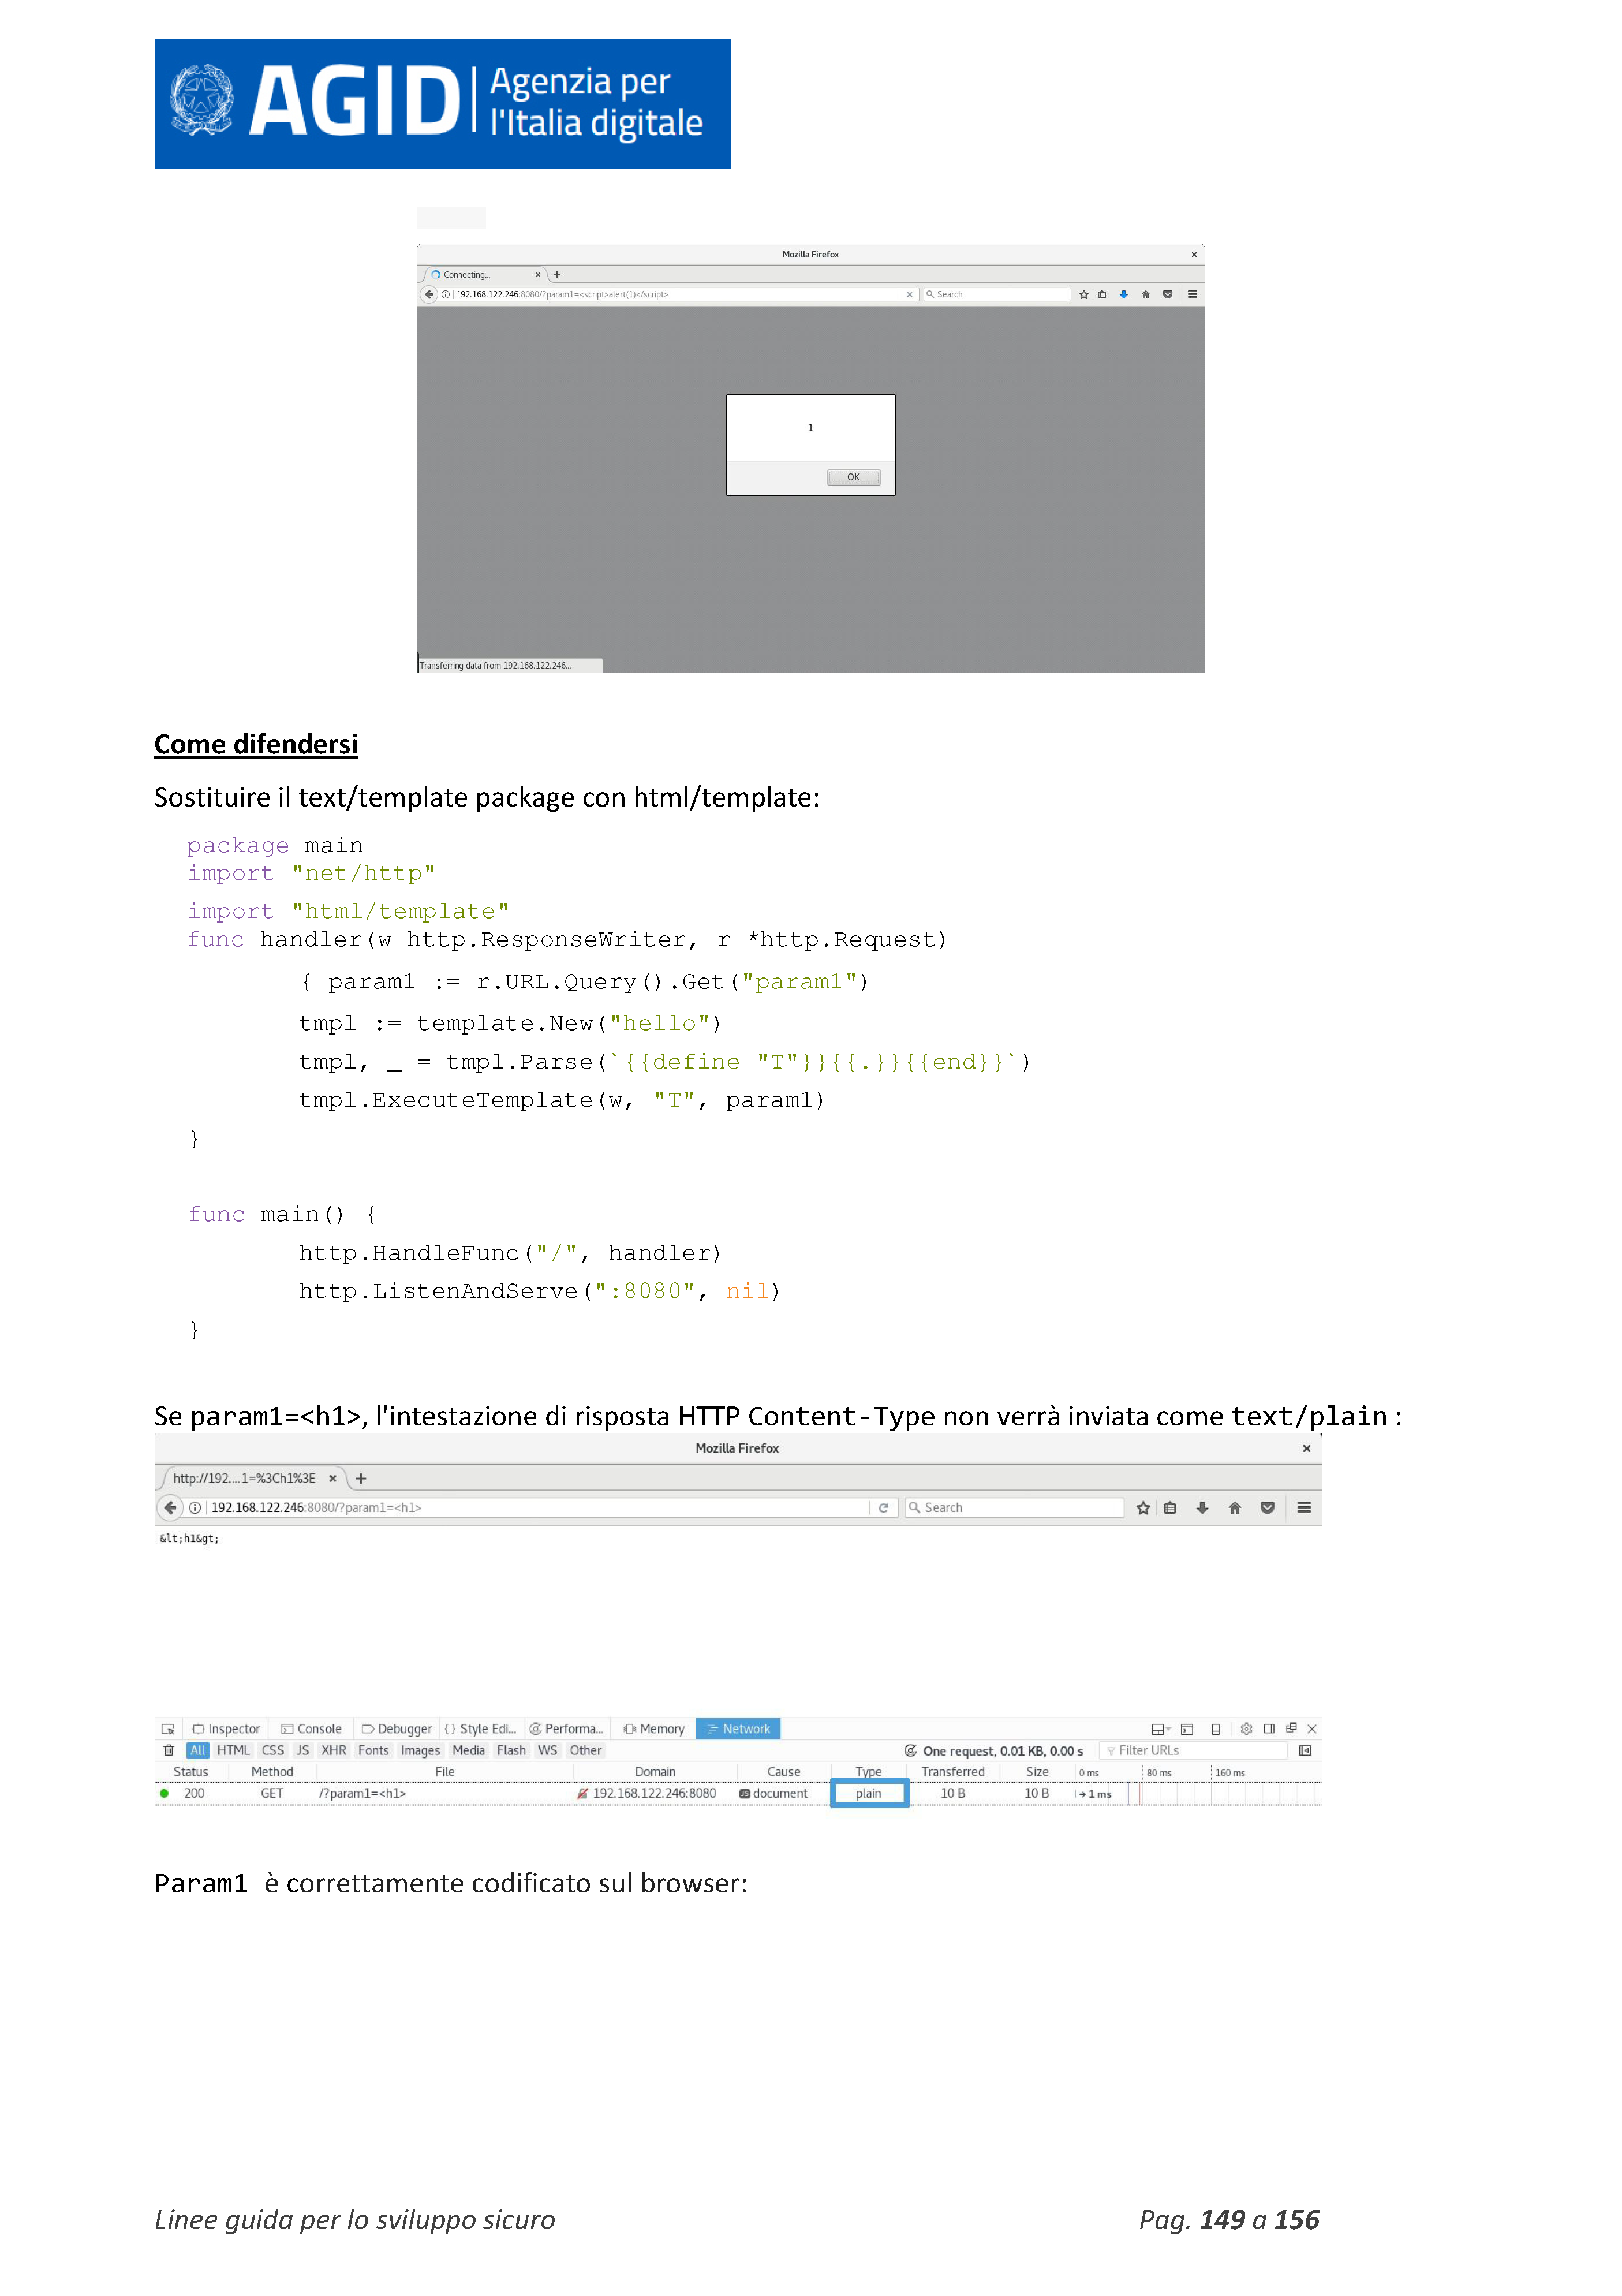 AGID
Agenzia per
l'Italia digitale
Mozilla Firefox
Connecting...
192.168.122.246:8080/?param1=<script>alert(1)</script>
Search
1
OK
Transferring data from 192.168.122.246...
Come difendersi
Sostituire il text/template package con html/template:
package main
import "net/http"
import "html/template"
func handler(w http.ResponseWriter, r *http.Request)
{ param1 := r.URL.Query().Get("param1")
tmpl := template.New("hello")
tmpl, _ = tmpl.Parse(`{{define "T"}}{{.}}{{end}}`)
tmpl.ExecuteTemplate(w, "T", param1)
}
func main() {
http.HandleFunc("/", handler)
http.ListenAndServe(":8080", nil)
}
Se param1=<h1>, l'intestazione di risposta HTTP Content-Type non verrà inviata come text/plain :
Mozilla Firefox
http://192....1=%3Ch1%3E
192.168.122.246:8080/?param1=<h1>
Search
&lt;h1&gt;
Inspector Console Debugger Style Edi... Performa... Memory Network
All HTML CSS JS XHR Fonts Images Media Flash WS Other One request, 0.01 KB, 0.00 s Filter URLs
Status Method File Domain Cause Type Transferred Size 0 ms 80 ms 160 ms
200 GET /?param1=<h1> 192.168.122.246:8080 JS document plain 10 B 10 B → 1 ms
Param1 è correttamente codificato sul browser:
Linee guida per lo sviluppo sicuro Pag. 149 a 156